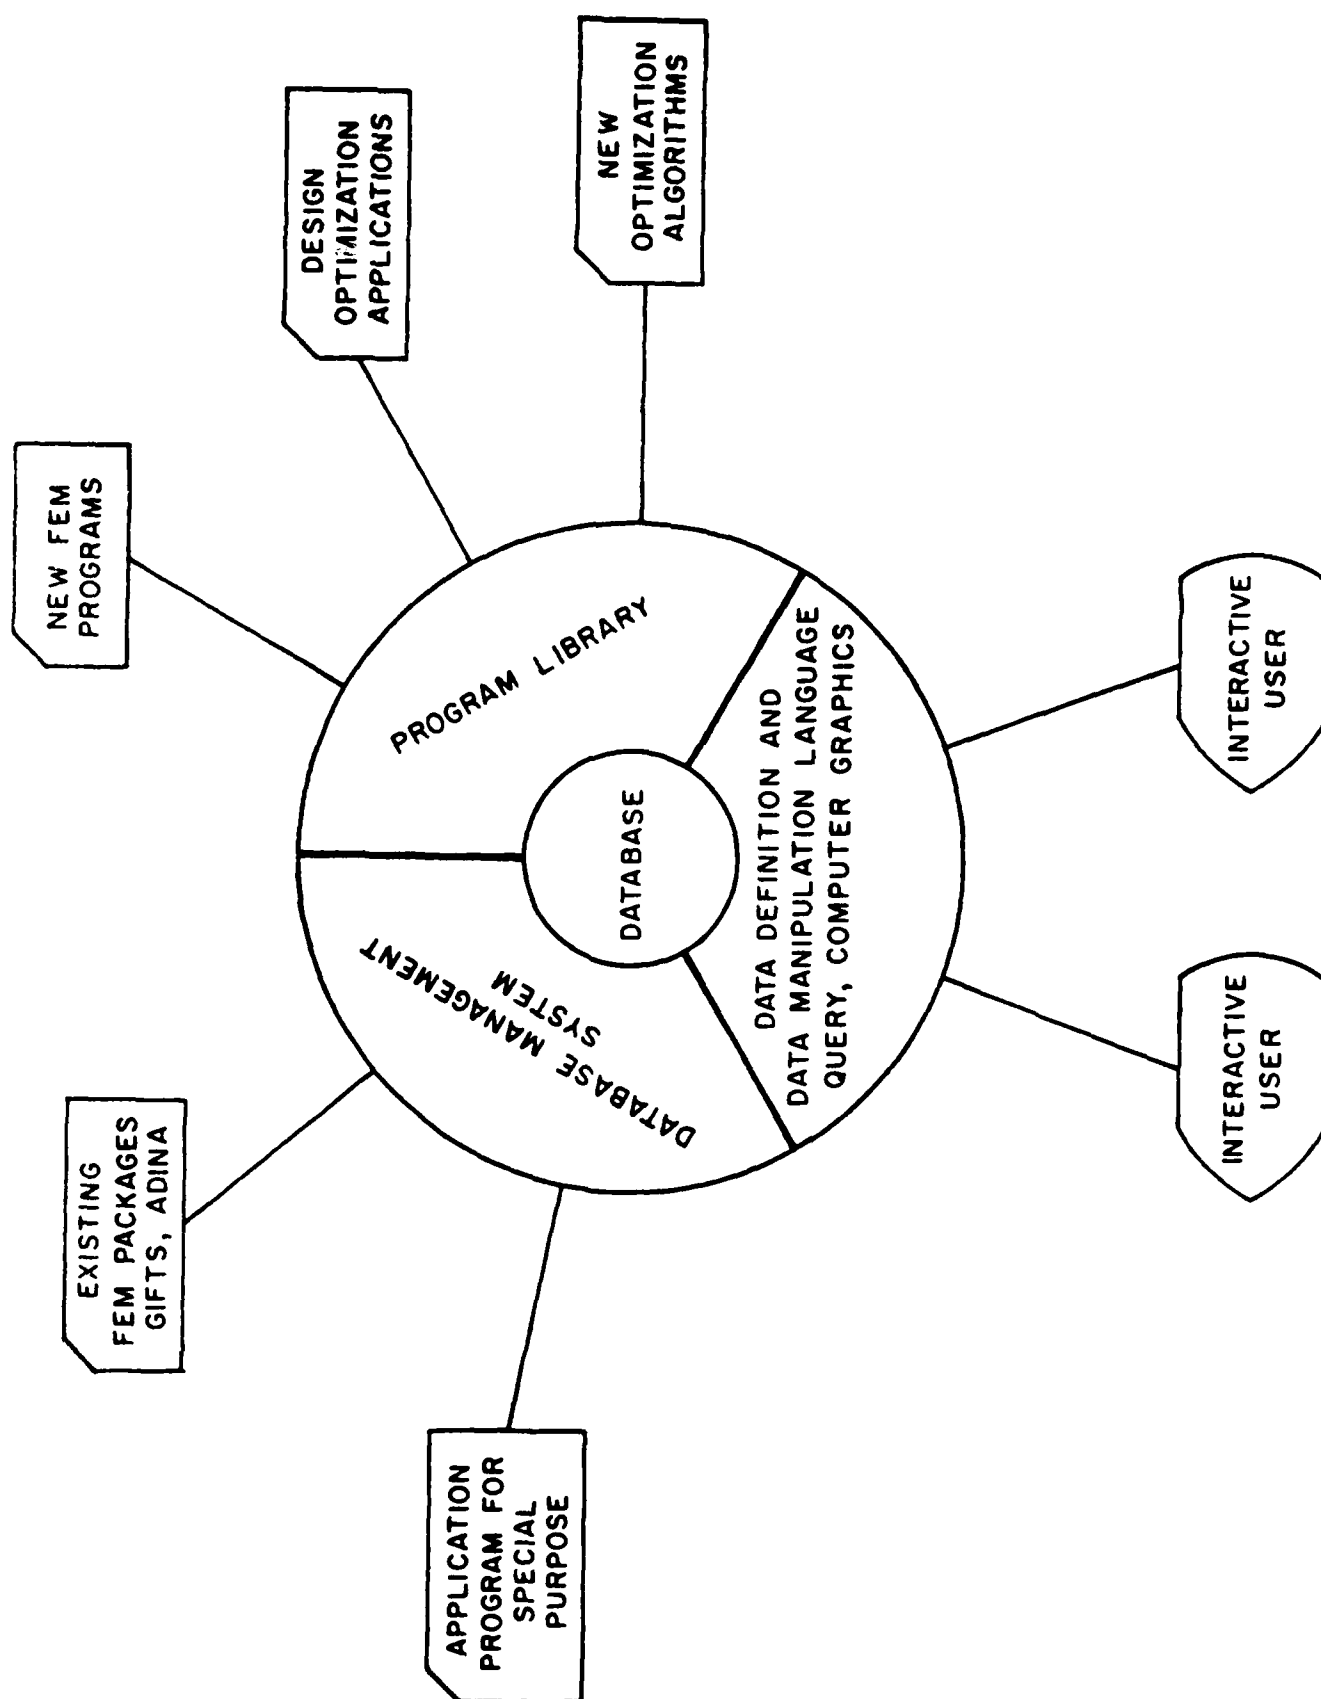 APPLICATION
PROGRAM FOR
SPECIAL
PURPOSE
EXISTING
FEM PACKAGES
GIFTS, ADINA
NEW FEM
PROGRAMS
DESIGN
OPTIMIZATION
APPLICATIONS
NEW
OPTIMIZATION
ALGORITHMS
DATABASE MANAGEMENT
SYSTEM
PROGRAM LIBRARY
DATABASE
DATA DEFINITION AND
DATA MANIPULATION LANGUAGE
QUERY, COMPUTER GRAPHICS
INTERACTIVE
USER
INTERACTIVE
USER